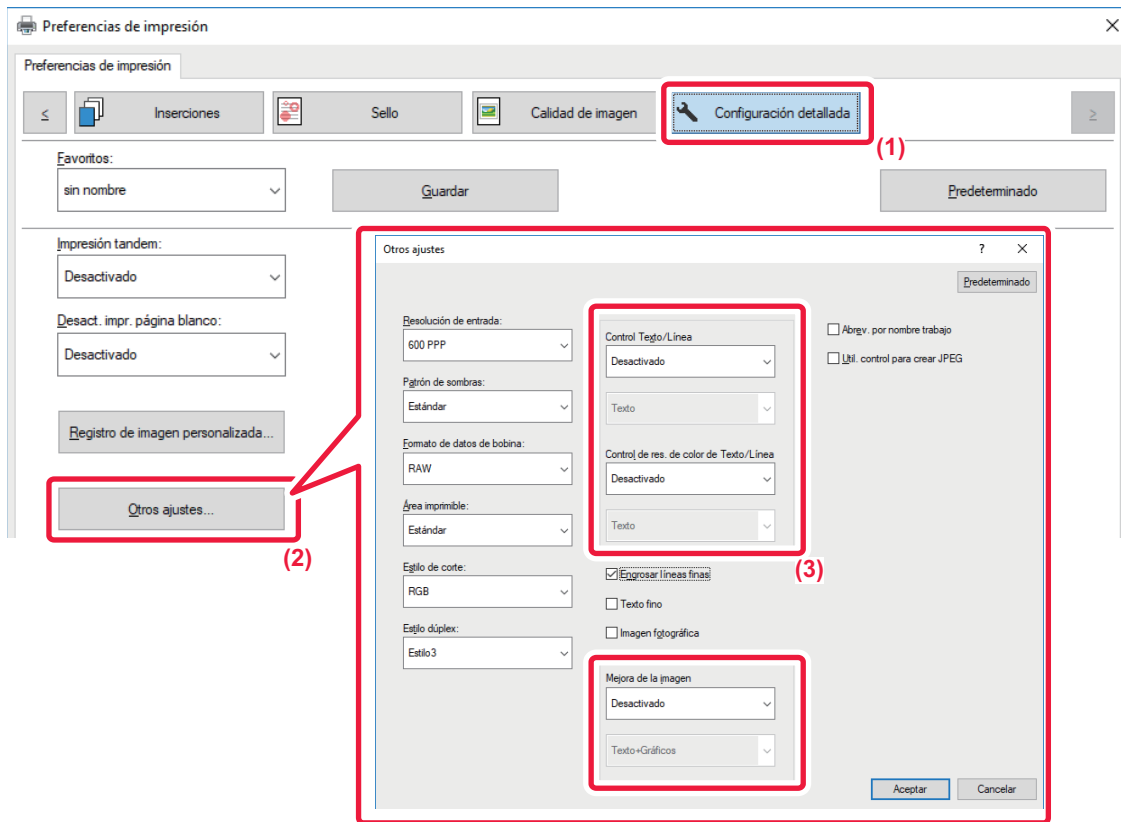 Preferencias de impresión
Preferencias de impresión
≤
Inserciones
Sello
Calidad de imagen
Configuración detallada
≥
(1)
Favoritos:
sin nombre
Guardar
Predeterminado
Impresión tandem:
Desactivado
Desact. impr. página blanco:
Desactivado
Registro de imagen personalizada...
Otros ajustes...
(2)
Otros ajustes
?
Predeterminado
Resolución de entrada:
600 PPP
Patrón de sombras:
Estándar
Formato de datos de bobina:
RAW
Área imprimible:
Estándar
Estilo de corte:
RGB
Estilo dúplex:
Estilo3
Control Texto/Línea
Desactivado
Texto
Control de res. de color de Texto/Línea
Desactivado
Texto
(3)
Engrosar líneas finas
Texto fino
Imagen fotográfica
Mejora de la imagen
Desactivado
Texto+Gráficos
Abrev. por nombre trabajo
Util. control para crear JPEG
Aceptar
Cancelar